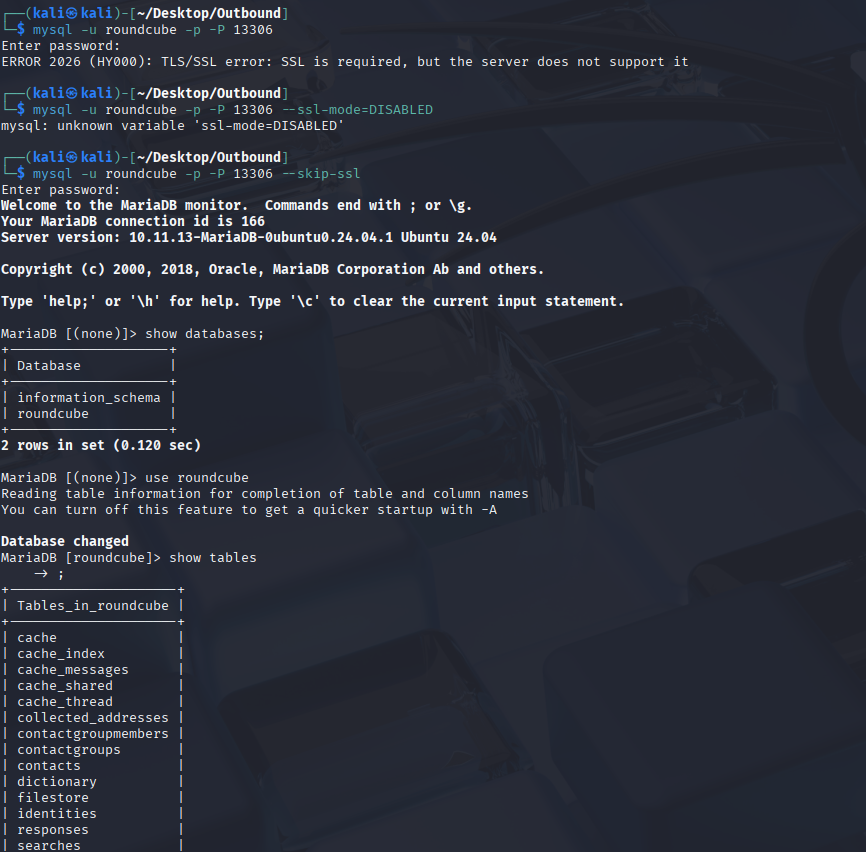 ┌──(kali㉿kali)-[~/Desktop/Outbound]
└─$ mysql -u roundcube -p -P 13306
Enter password:
ERROR 2026 (HY000): TLS/SSL error: SSL is required, but the server does not support it
┌──(kali㉿kali)-[~/Desktop/Outbound]
└─$ mysql -u roundcube -p -P 13306 --ssl-mode=DISABLED
mysql: unknown variable 'ssl-mode=DISABLED'
┌──(kali㉿kali)-[~/Desktop/Outbound]
└─$ mysql -u roundcube -p -P 13306 --skip-ssl
Enter password:
Welcome to the MariaDB monitor.  Commands end with ; or \g.
Your MariaDB connection id is 166
Server version: 10.11.13-MariaDB-0ubuntu0.24.04.1 Ubuntu 24.04
Copyright (c) 2000, 2018, Oracle, MariaDB Corporation Ab and others.
Type 'help;' or '\h' for help. Type '\c' to clear the current input statement.
MariaDB [(none)]> show databases;
+--------------------+
| Database           |
+--------------------+
| information_schema |
| roundcube          |
+--------------------+
2 rows in set (0.120 sec)
MariaDB [(none)]> use roundcube
Reading table information for completion of table and column names
You can turn off this feature to get a quicker startup with -A
Database changed
MariaDB [roundcube]> show tables
    -> ;
+---------------------+
| Tables_in_roundcube |
+---------------------+
| cache               |
| cache_index         |
| cache_messages      |
| cache_shared        |
| cache_thread        |
| collected_addresses |
| contactgroupmembers |
| contactgroups       |
| contacts            |
| dictionary          |
| filestore           |
| identities          |
| responses           |
| searches            |